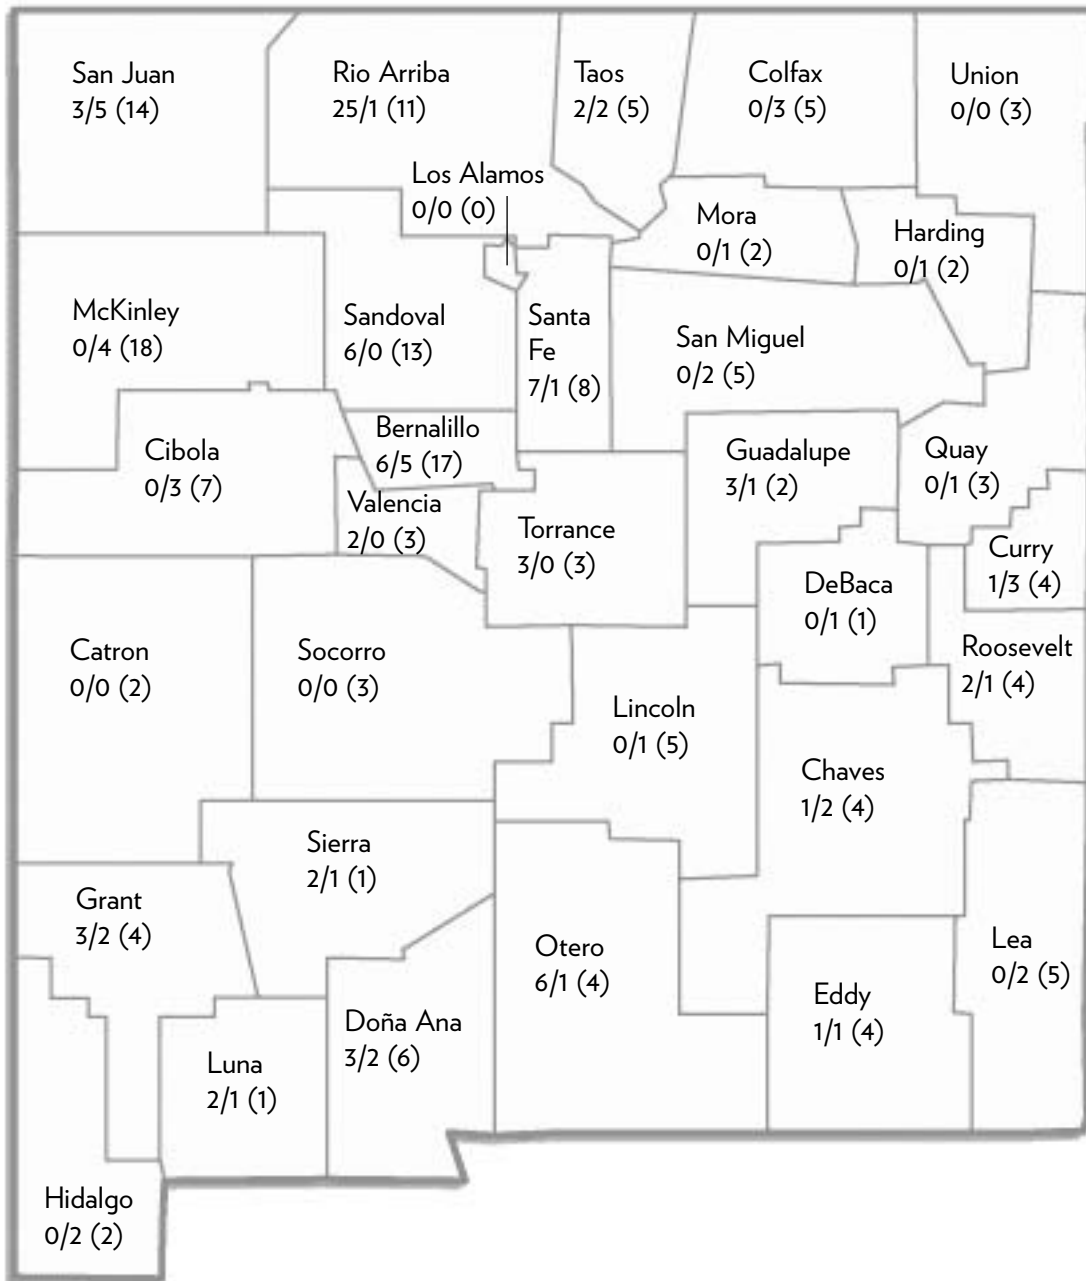 San Juan
3/5 (14)
Rio Arriba
25/1 (11)
Taos
2/2 (5)
Colfax
0/3 (5)
Union
0/0 (3)
Los Alamos
0/0 (0)
Mora
0/1 (2)
Harding
0/1 (2)
McKinley
0/4 (18)
Sandoval
6/0 (13)
Santa
Fe
7/1 (8)
San Miguel
0/2 (5)
Cibola
0/3 (7)
Bernalillo
6/5 (17)
Guadalupe
3/1 (2)
Quay
0/1 (3)
Valencia
2/0 (3)
Torrance
3/0 (3)
Curry
1/3 (4)
DeBaca
0/1 (1)
Catron
0/0 (2)
Socorro
0/0 (3)
Roosevelt
2/1 (4)
Lincoln
0/1 (5)
Chaves
1/2 (4)
Sierra
2/1 (1)
Grant
3/2 (4)
Otero
6/1 (4)
Lea
0/2 (5)
Eddy
1/1 (4)
Doña Ana
3/2 (6)
Luna
2/1 (1)
Hidalgo
0/2 (2)